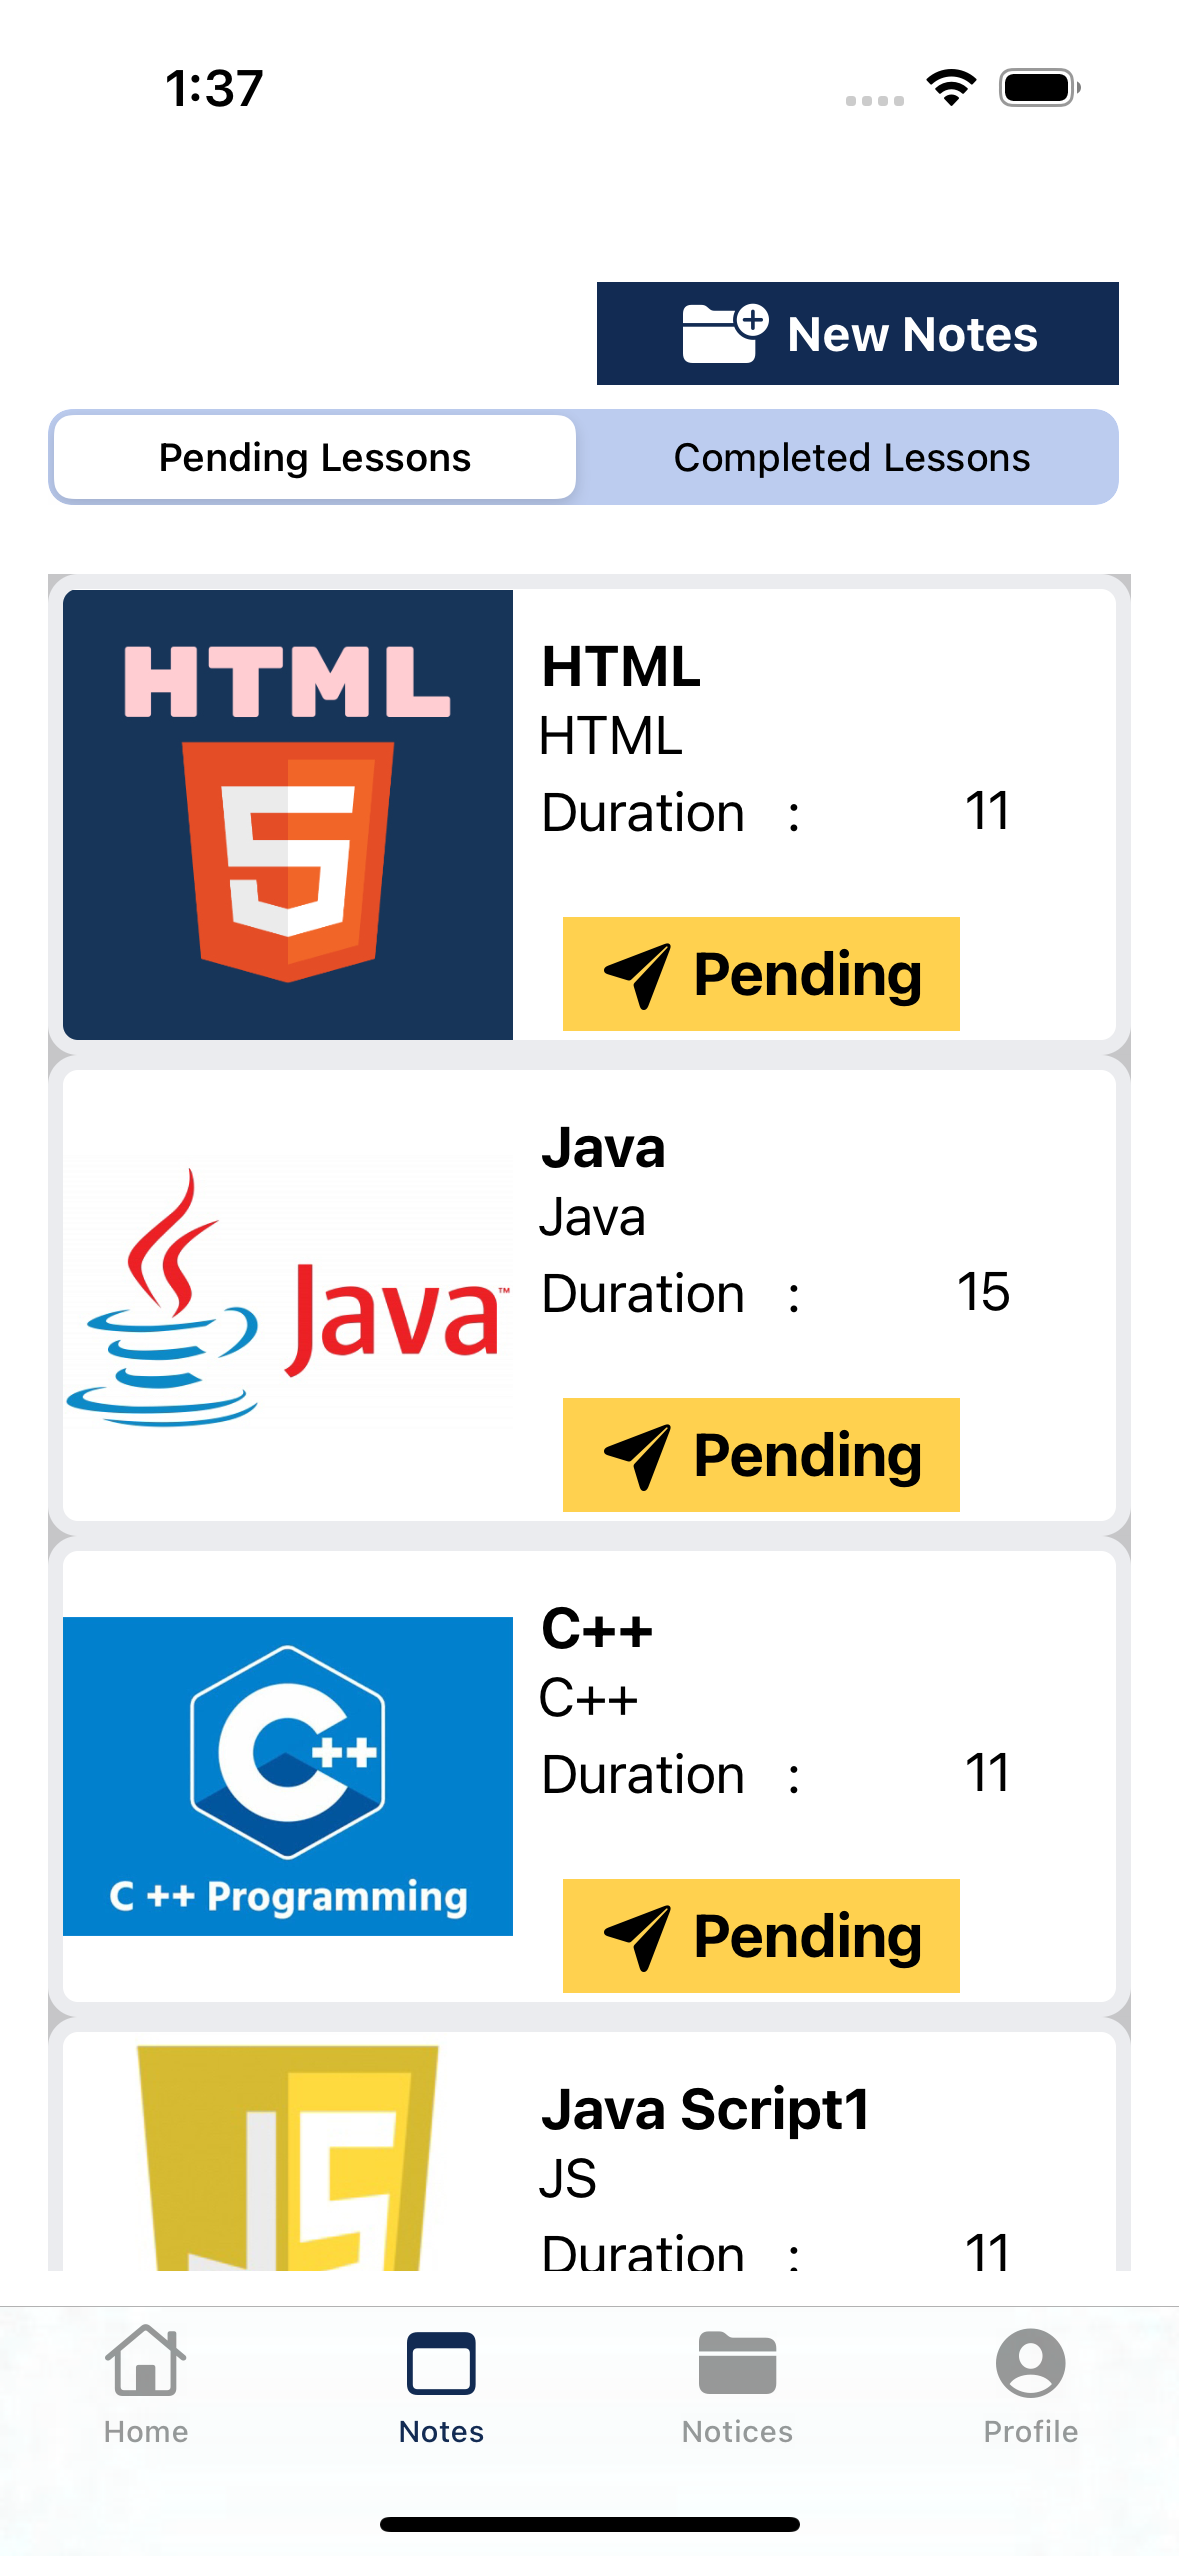 1:37
New Notes
Pending Lessons Completed Lessons
HTML
5
HTML
HTML
Duration : 11
Pending
Java™
Java
Java
Duration : 15
Pending
C++
C ++ Programming
C++
C++
Duration : 11
Pending
JS
Java Script1
JS
Duration : 11
Home Notes Notices Profile